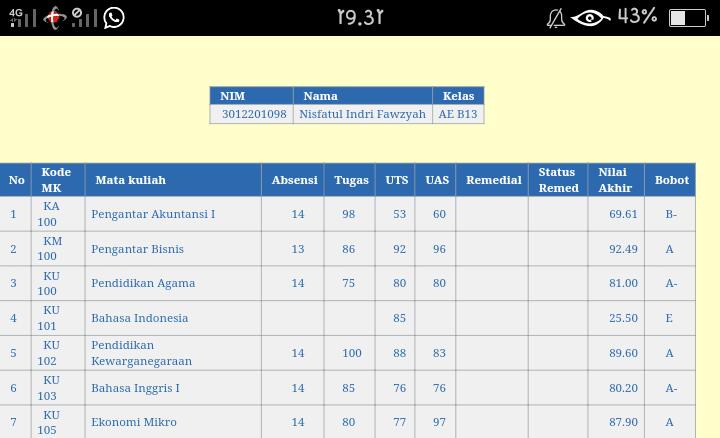 4G 19.31 43%
NIM Nama Kelas
3012201098 Nisfatul Indri Fawzyah AE B13
No Kode MK Mata kuliah Absensi Tugas UTS UAS Remedial Status Remed Nilai Akhir Bobot
1 KA 100 Pengantar Akuntansi I 14 98 53 60 69.61 B-
2 KM 100 Pengantar Bisnis 13 86 92 96 92.49 A
3 KU 100 Pendidikan Agama 14 75 80 80 81.00 A-
4 KU 101 Bahasa Indonesia 85 25.50 E
5 KU 102 Pendidikan Kewarganegaraan 14 100 88 83 89.60 A
6 KU 103 Bahasa Inggris I 14 85 76 76 80.20 A-
7 KU 105 Ekonomi Mikro 14 80 77 97 87.90 A